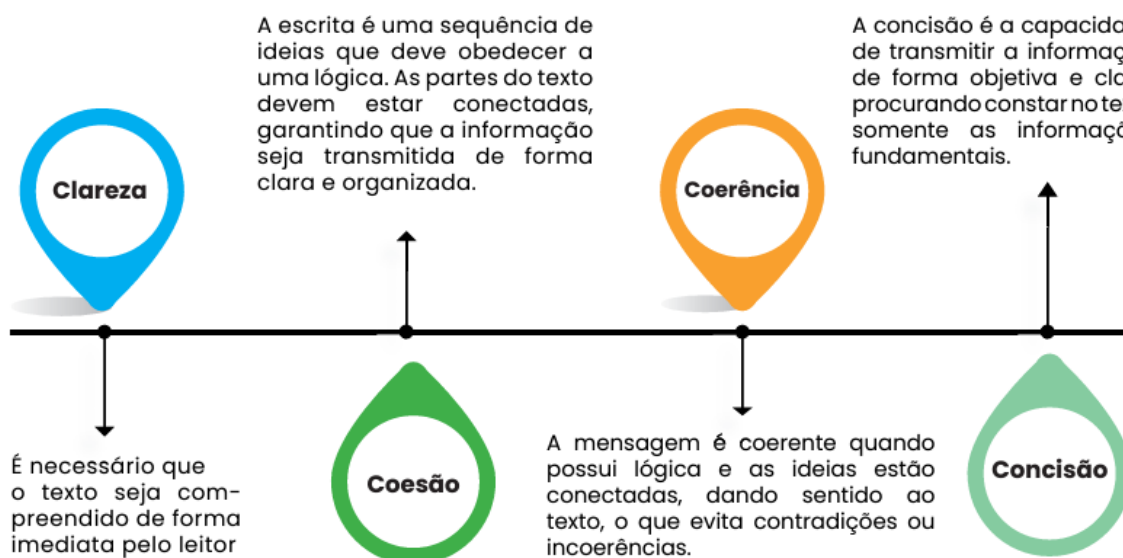 Clareza
É necessário que
o texto seja com-
preendido de forma
imediata pelo leitor
A escrita é uma sequência de
ideias que deve obedecer a
uma lógica. As partes do texto
devem estar conectadas,
garantindo que a informação
seja transmitida de forma
clara e organizada.
Coesão
Coerência
A mensagem é coerente quando
possui lógica e as ideias estão
conectadas, dando sentido ao
texto, o que evita contradições ou
incoerências.
A concisão é a
de transmitir a
de forma objetiva e
procurando constar no
somente as
fundamentais.
Concisão